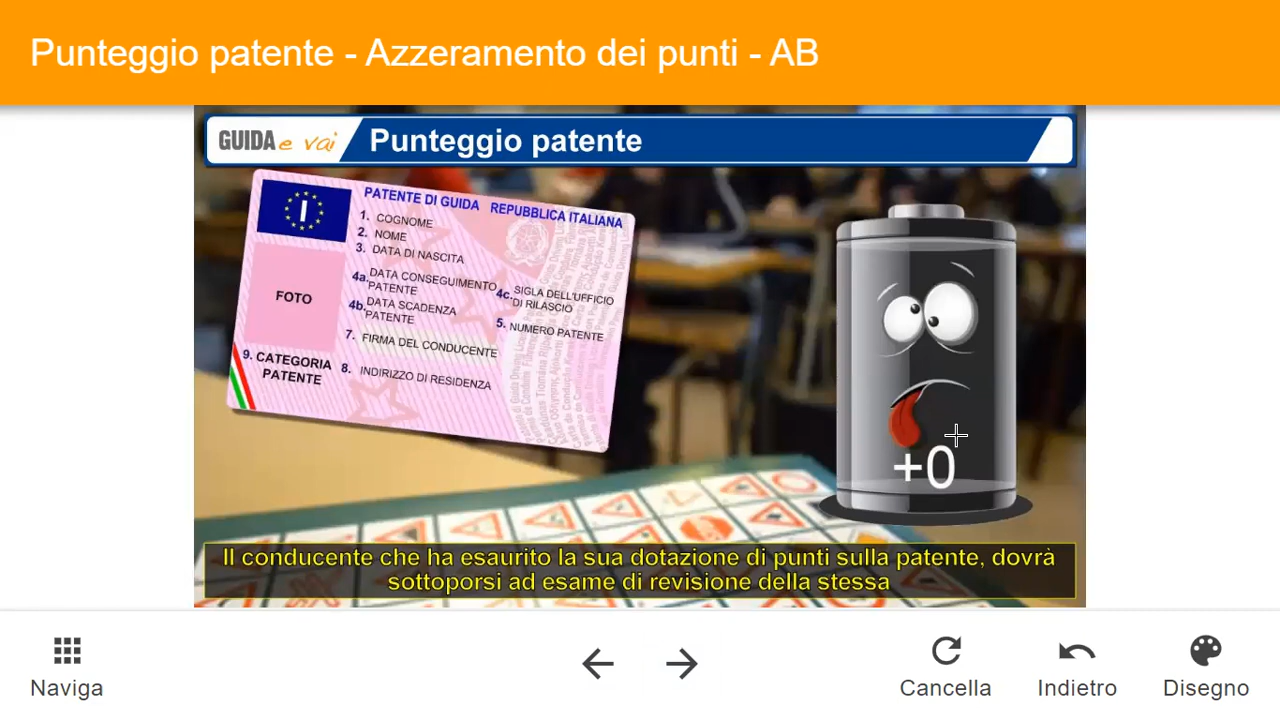 Punteggio patente - Azzeramento dei punti - AB
GUIDA e vai
Punteggio patente
PATENTE DI GUIDA REPUBBLICA ITALIANA
I
1. COGNOME
2. NOME
3. DATA DI NASCITA
4a. DATA CONSEGUIMENTO
PATENTE
4c. SIGLA DELL'UFFICIO
DI RILASCIO
4b. DATA SCADENZA
PATENTE
5. NUMERO PATENTE
7. FIRMA DEL CONDUCENTE
8. INDIRIZZO DI RESIDENZA
FOTO
9. CATEGORIA
PATENTE
+0
Il conducente che ha esaurito la sua dotazione di punti sulla patente, dovrà
sottoporsi ad esame di revisione della stessa
Naviga
Cancella
Indietro
Disegno